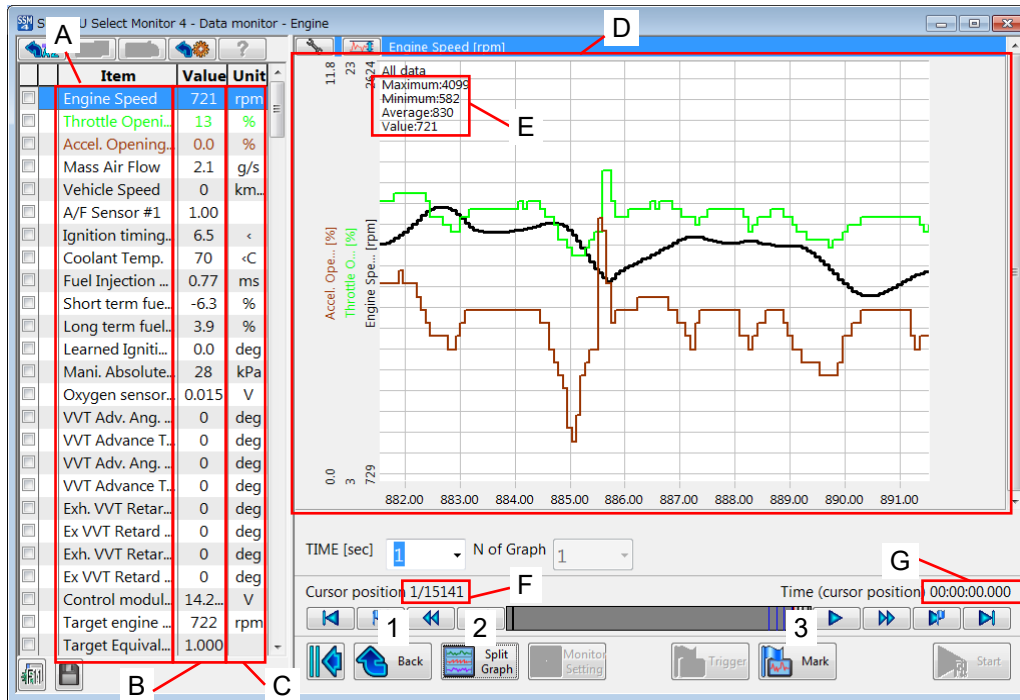 SSM
4
S U Select Monitor 4 - Data monitor - Engine
A
D
?
Engine Speed [rpm]
Item Value Unit
Engine Speed 721 rpm
Throttle Openi... 13 %
Accel. Opening... 0.0 %
Mass Air Flow 2.1 g/s
Vehicle Speed 0 km...
A/F Sensor #1 1.00
Ignition timing... 6.5 ‹
Coolant Temp. 70 ‹C
Fuel Injection ... 0.77 ms
Short term fue... -6.3 %
Long term fuel... 3.9 %
Learned Igniti... 0.0 deg
Mani. Absolute... 28 kPa
Oxygen sensor... 0.015 V
VVT Adv. Ang. ... 0 deg
VVT Advance T... 0 deg
VVT Adv. Ang. ... 0 deg
VVT Advance T... 0 deg
Exh. VVT Retar... 0 deg
Ex VVT Retard ... 0 deg
Exh. VVT Retar... 0 deg
Ex VVT Retard ... 0 deg
Control modul... 14.2... V
Target engine ... 722 rpm
Target Equival... 1.000
B
C
11.8
23
2624
All data
Maximum:4099
Minimum:582
Average:830
Value:721
E
Accel. Ope... [%]
Throttle O... [%]
Engine Spe... [rpm]
0.0
3
729
882.00 883.00 884.00 885.00 886.00 887.00 888.00 889.00 890.00 891.00
TIME [sec] 1 N of Graph 1
F
G
Cursor position 1/15141 Time (cursor position) 00:00:00.000
1
2
3
Back
Split
Graph
Monitor
Setting
Trigger
Mark
Start